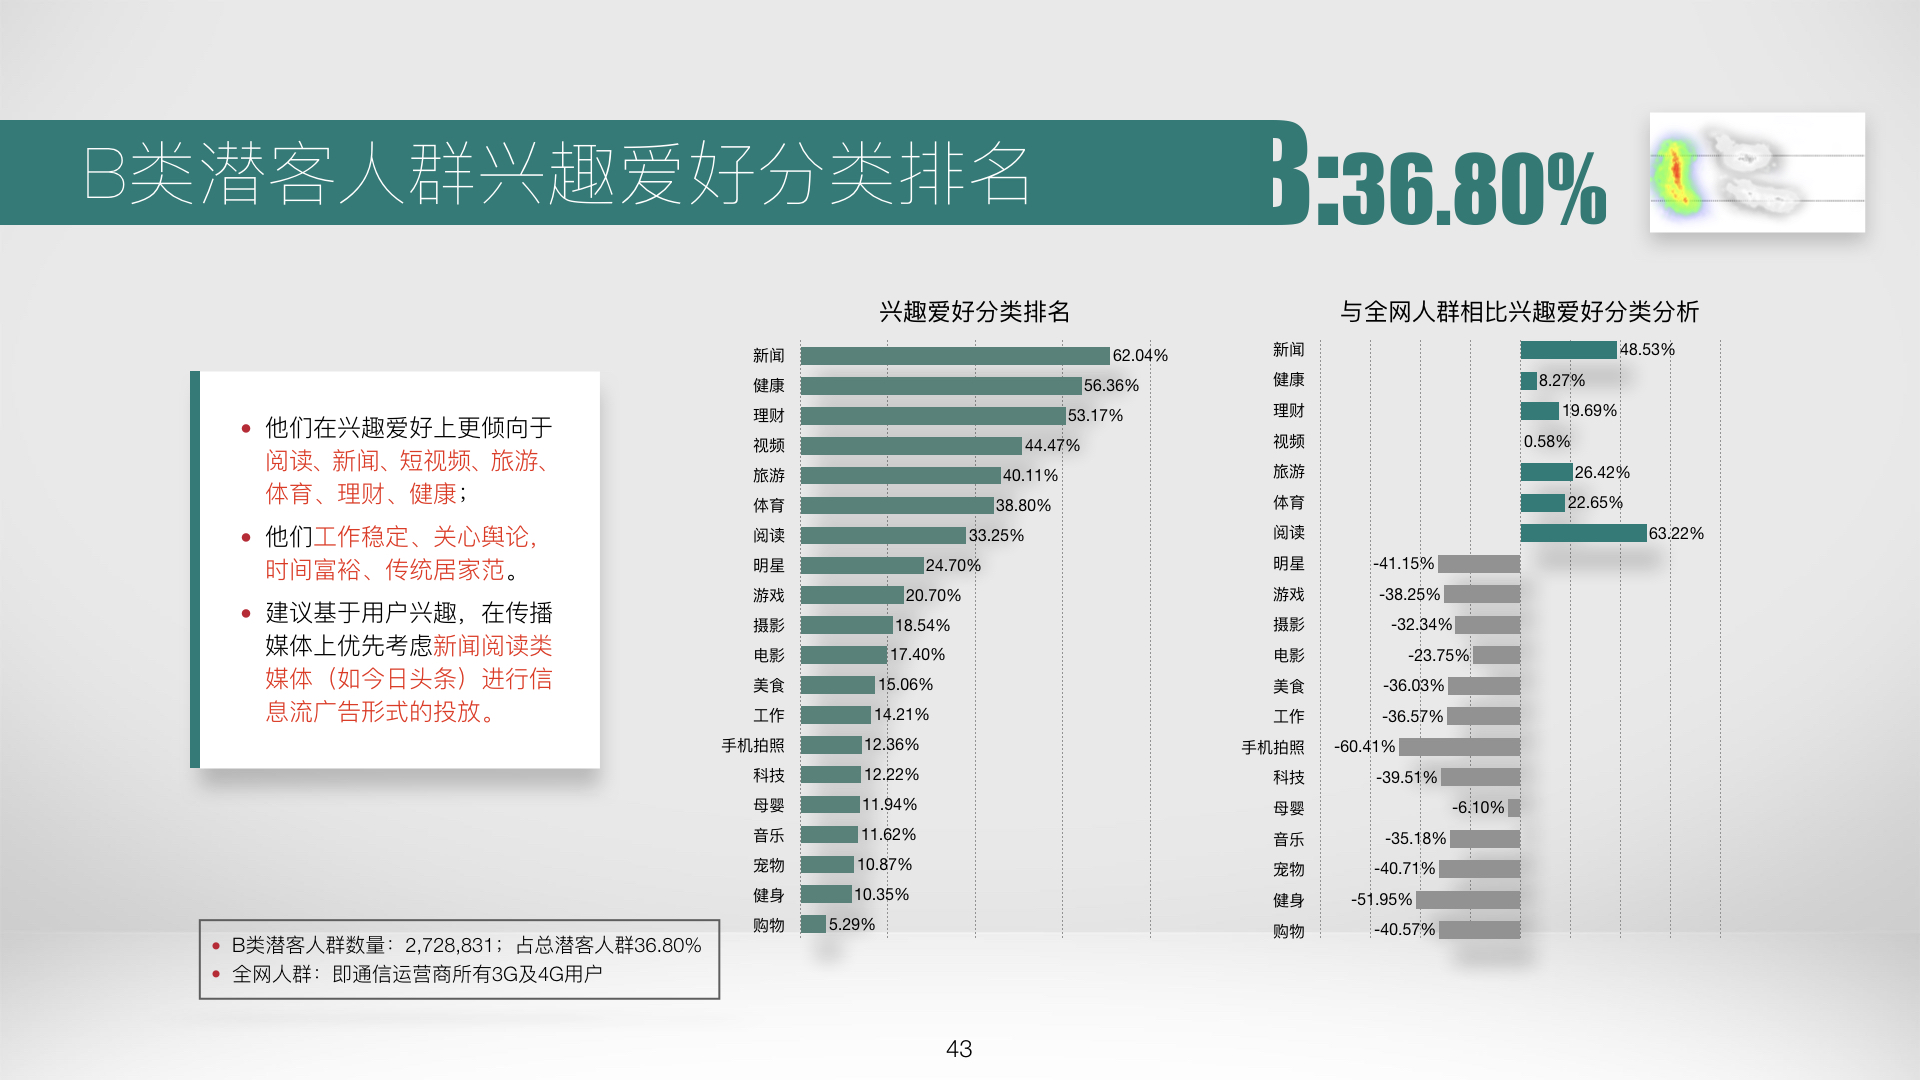 B类潜客人群兴趣爱好分类排名
B:36.80%
他们在兴趣爱好上更倾向于
阅读、新闻、短视频、旅游、
体育、理财、健康；
他们工作稳定、关心舆论，
时间富裕、传统居家范。
建议基于用户兴趣，在传播
媒体上优先考虑新闻阅读类
媒体（如今日头条）进行信
息流广告形式的投放。
B类潜客人群数量：2,728,831；占总潜客人群36.80%
全网人群：即通信运营商所有3G及4G用户
兴趣爱好分类排名
新闻 62.04%
健康 56.36%
理财 53.17%
视频 44.47%
旅游 40.11%
体育 38.80%
阅读 33.25%
明星 24.70%
游戏 20.70%
摄影 18.54%
电影 17.40%
美食 15.06%
工作 14.21%
手机拍照 12.36%
科技 12.22%
母婴 11.94%
音乐 11.62%
宠物 10.87%
健身 10.35%
购物 5.29%
与全网人群相比兴趣爱好分类分析
新闻 48.53%
健康 8.27%
理财 19.69%
视频 0.58%
旅游 26.42%
体育 22.65%
阅读 63.22%
明星 -41.15%
游戏 -38.25%
摄影 -32.34%
电影 -23.75%
美食 -36.03%
工作 -36.57%
手机拍照 -60.41%
科技 -39.51%
母婴 -6.10%
音乐 -35.18%
宠物 -40.71%
健身 -51.95%
购物 -40.57%
43